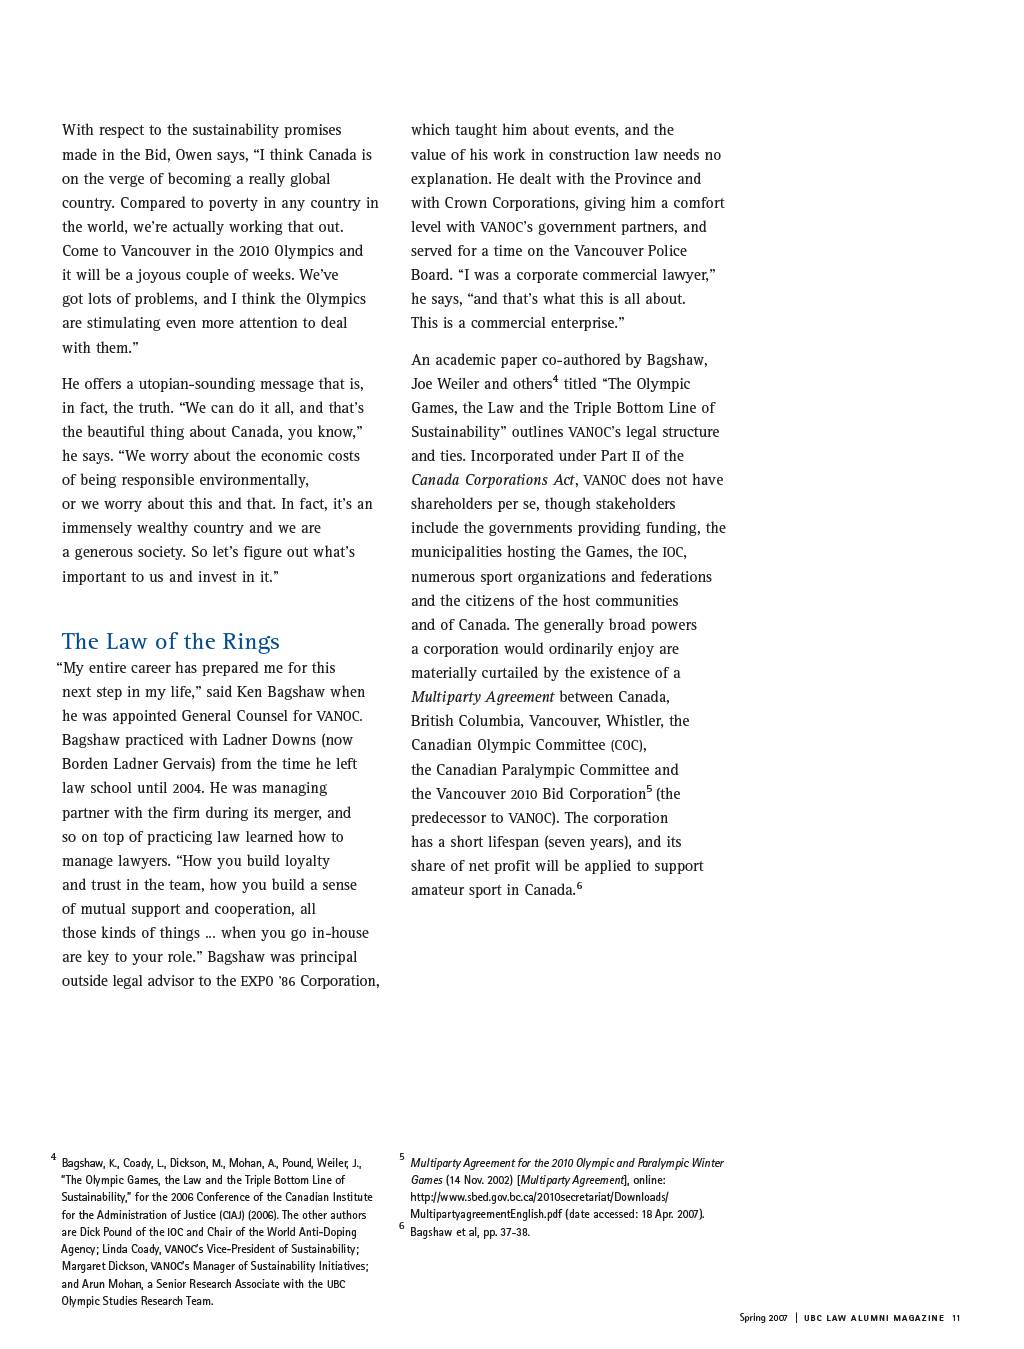 With respect to the sustainability promises
made in the Bid, Owen says, “I think Canada is
on the verge of becoming a really global
country. Compared to poverty in any country in
the world, we’re actually working that out.
Come to Vancouver in the 2010 Olympics and
it will be a joyous couple of weeks. We’ve
got lots of problems, and I think the Olympics
are stimulating even more attention to deal
with them.”
He offers a utopian-sounding message that is,
in fact, the truth. “We can do it all, and that’s
the beautiful thing about Canada, you know,”
he says. “We worry about the economic costs
of being responsible environmentally,
or we worry about this and that. In fact, it’s an
immensely wealthy country and we are
a generous society. So let’s figure out what’s
important to us and invest in it.”
The Law of the Rings
“My entire career has prepared me for this
next step in my life,” said Ken Bagshaw when
he was appointed General Counsel for VANOC.
Bagshaw practiced with Ladner Downs (now
Borden Ladner Gervais) from the time he left
law school until 2004. He was managing
partner with the firm during its merger, and
so on top of practicing law learned how to
manage lawyers. “How you build loyalty
and trust in the team, how you build a sense
of mutual support and cooperation, all
those kinds of things ... when you go in-house
are key to your role.” Bagshaw was principal
outside legal advisor to the EXPO ’86 Corporation,
which taught him about events, and the
value of his work in construction law needs no
explanation. He dealt with the Province and
with Crown Corporations, giving him a comfort
level with VANOC’s government partners, and
served for a time on the Vancouver Police
Board. “I was a corporate commercial lawyer,”
he says, “and that’s what this is all about.
This is a commercial enterprise.”
An academic paper co-authored by Bagshaw,
Joe Weiler and others4 titled “The Olympic
Games, the Law and the Triple Bottom Line of
Sustainability” outlines VANOC’s legal structure
and ties. Incorporated under Part II of the
Canada Corporations Act, VANOC does not have
shareholders per se, though stakeholders
include the governments providing funding, the
municipalities hosting the Games, the IOC,
numerous sport organizations and federations
and the citizens of the host communities
and of Canada. The generally broad powers
a corporation would ordinarily enjoy are
materially curtailed by the existence of a
Multiparty Agreement between Canada,
British Columbia, Vancouver, Whistler, the
Canadian Olympic Committee (COC),
the Canadian Paralympic Committee and
the Vancouver 2010 Bid Corporation5 (the
predecessor to VANOC). The corporation
has a short lifespan (seven years), and its
share of net profit will be applied to support
amateur sport in Canada.6
4 Bagshaw, K., Coady, L., Dickson, M., Mohan, A., Pound, Weiler, J.,
“The Olympic Games, the Law and the Triple Bottom Line of
Sustainability,” for the 2006 Conference of the Canadian Institute
for the Administration of Justice (CIAJ) (2006). The other authors
are Dick Pound of the IOC and Chair of the World Anti-Doping
Agency; Linda Coady, VANOC’s Vice-President of Sustainability;
Margaret Dickson, VANOC’s Manager of Sustainability Initiatives;
and Arun Mohan, a Senior Research Associate with the UBC
Olympic Studies Research Team.
5 Multiparty Agreement for the 2010 Olympic and Paralympic Winter
Games (14 Nov. 2002) [Multiparty Agreement], online:
http://www.sbed.gov.bc.ca/2010secretariat/Downloads/
MultipartyagreementEnglish.pdf (date accessed: 18 Apr. 2007).
6 Bagshaw et al, pp. 37-38.
Spring 2007 | UBC LAW ALUMNI MAGAZINE 11